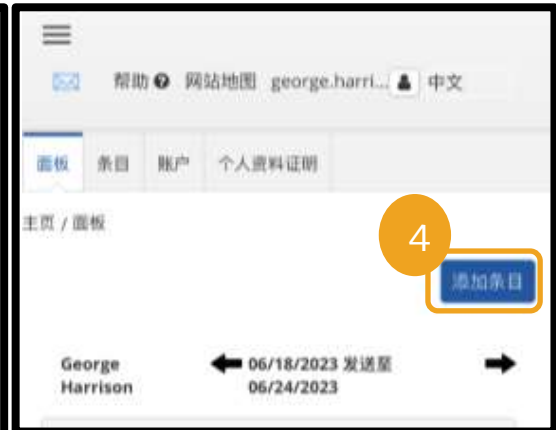 帮助 网站地图 george.harri... 中文
面板 条目 账户 个人资料证明
主页 / 面板
4
添加条目
George Harrison
06/18/2023 发送至
06/24/2023